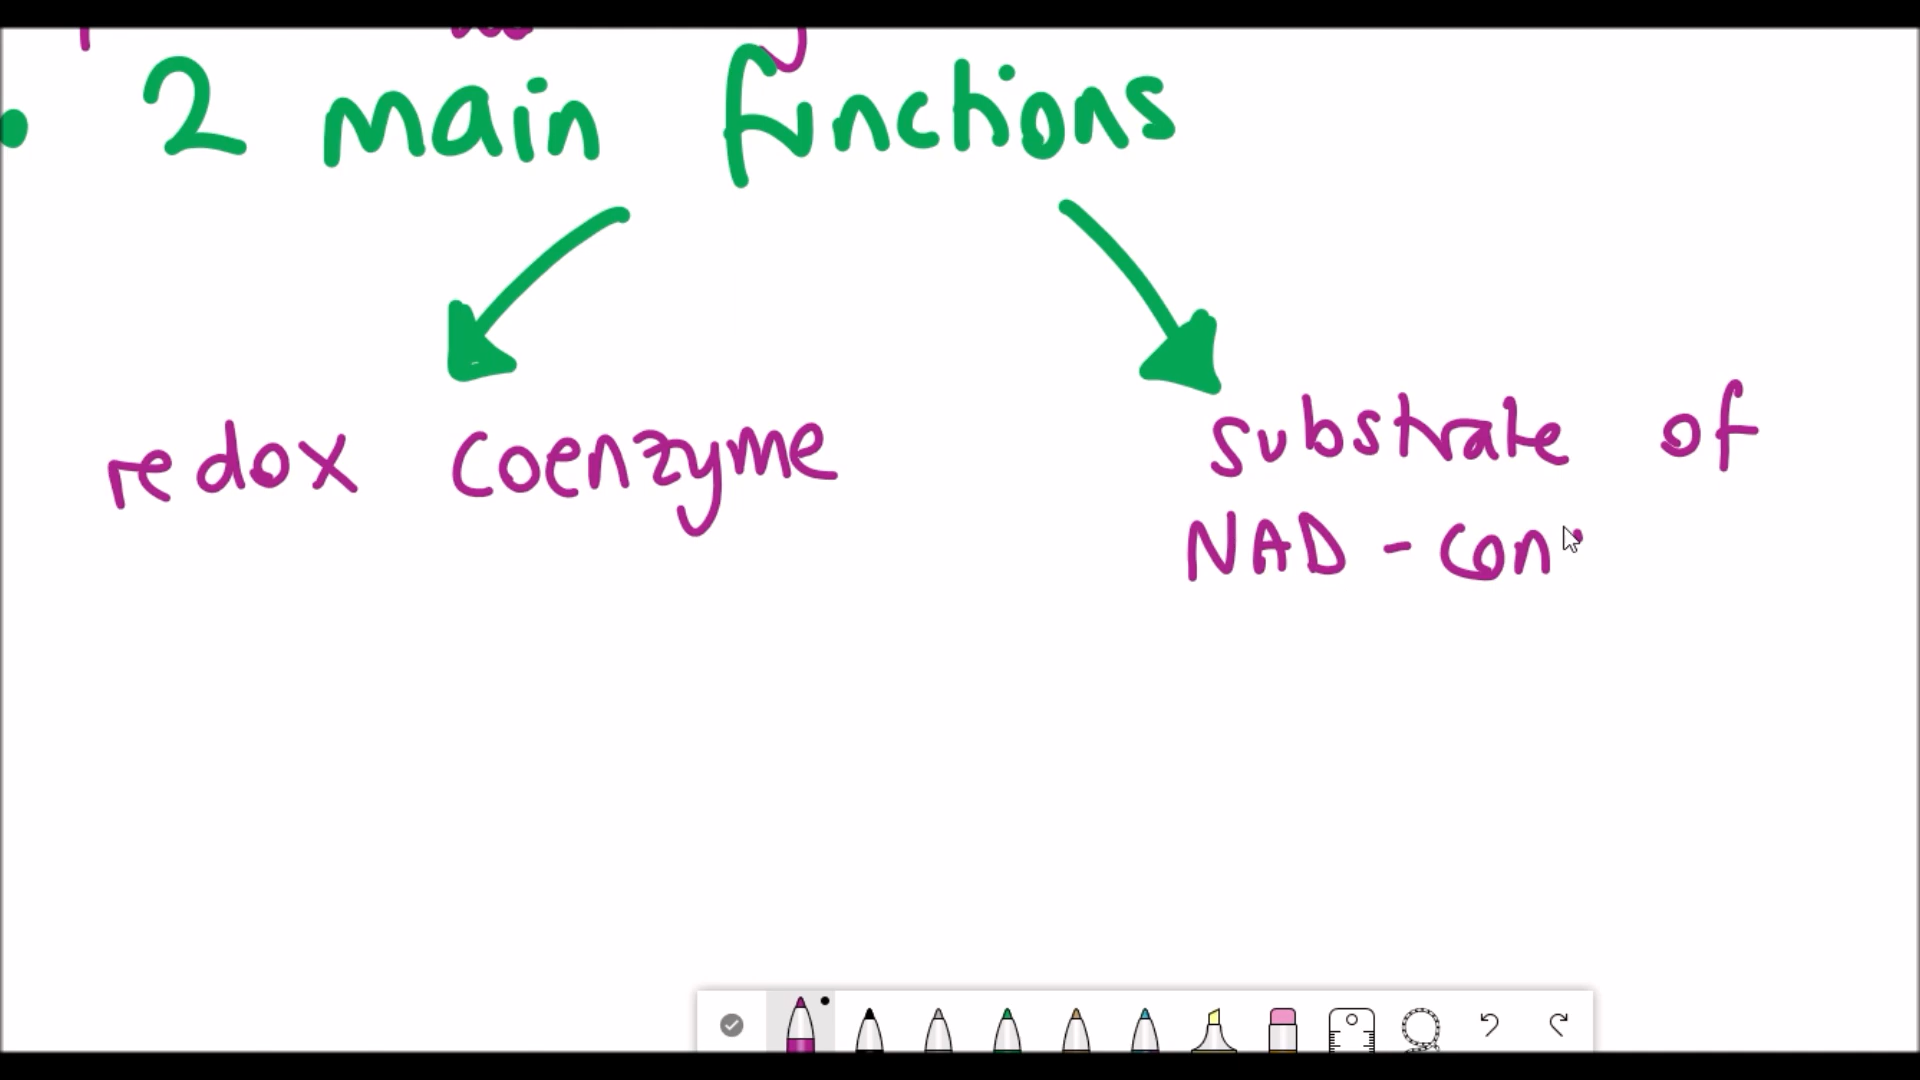 • 2 main functions
redox coenzyme
substrate of
NAD - con